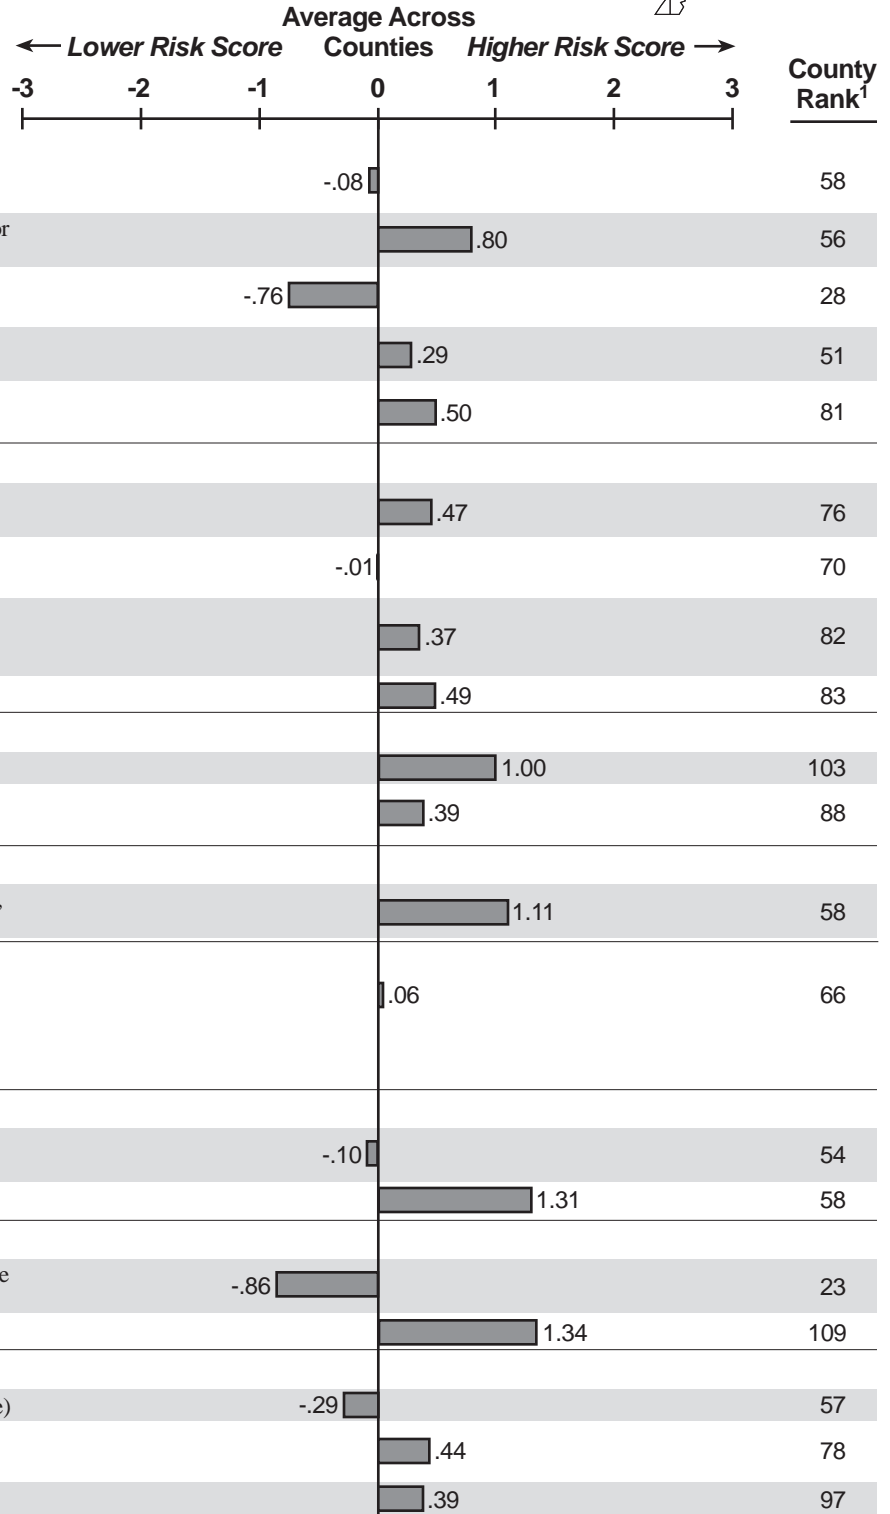 Average Across
Counties
Lower Risk Score
Higher Risk Score
-3 -2 -1 0 1 2 3
County
Rank1
-.08 58
or
.80 56
-.76 28
.29 51
.50 81
.47 76
-.01 70
.37 82
.49 83
1.00 103
.39 88
, 1.11 58
.06 66
-.10 54
1.31 58
e
-.86 23
1.34 109
e) -.29 57
.44 78
.39 97